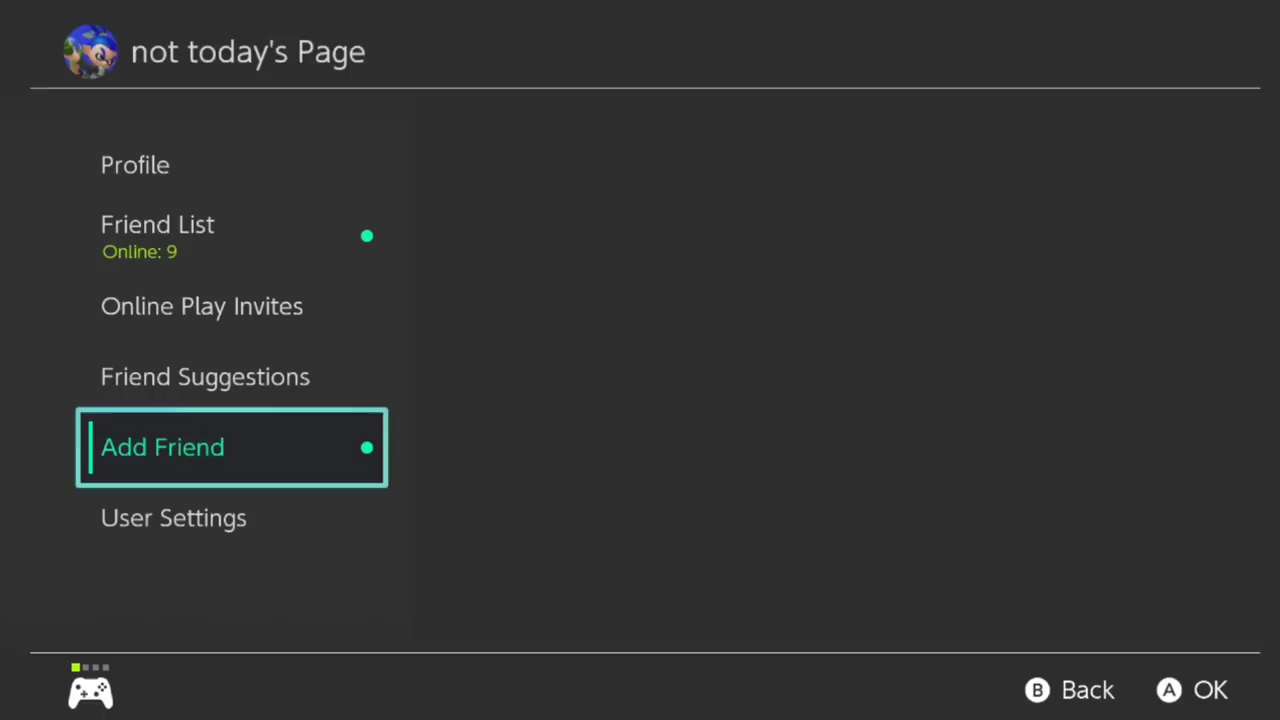 not today's Page
Profile
Friend List
Online: 9
Online Play Invites
Friend Suggestions
Add Friend
User Settings
B Back A OK